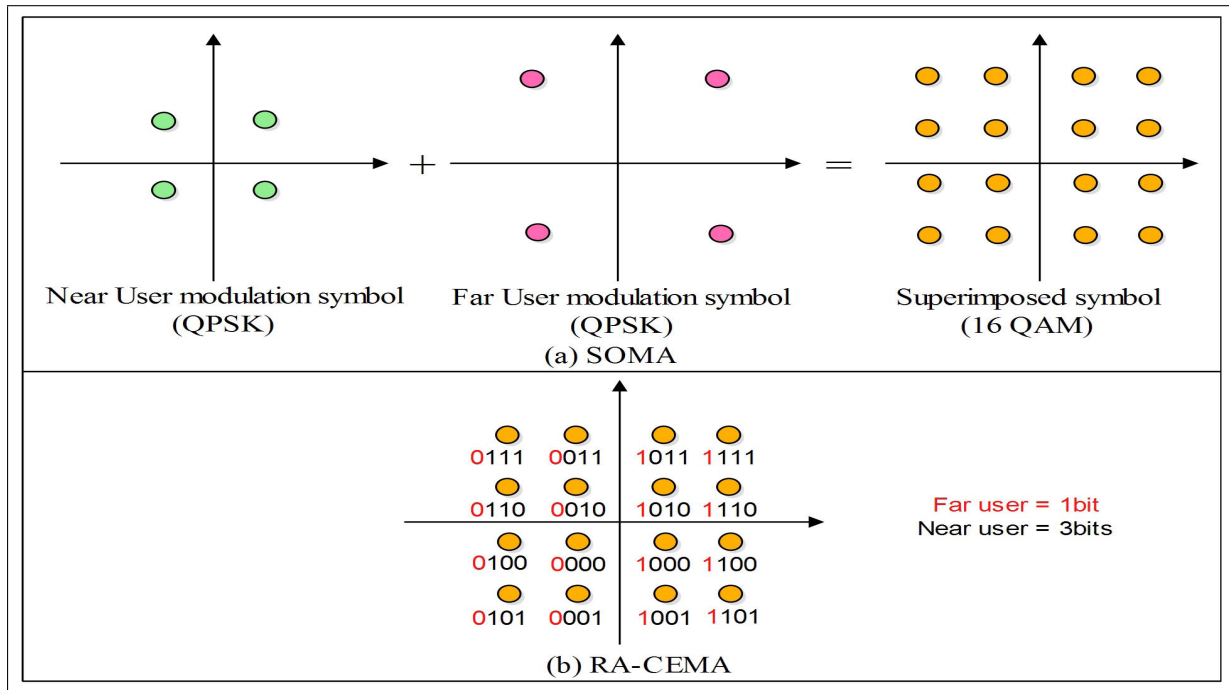 +
=
Near User modulation symbol
(QPSK)
Far User modulation symbol
(QPSK)
Superimposed symbol
(16 QAM)
(a) SOMA
0111 0011 1011 1111
0110 0010 1010 1110
0100 0000 1000 1100
0101 0001 1001 1101
Far user = 1bit
Near user = 3bits
(b) RA-CEMA